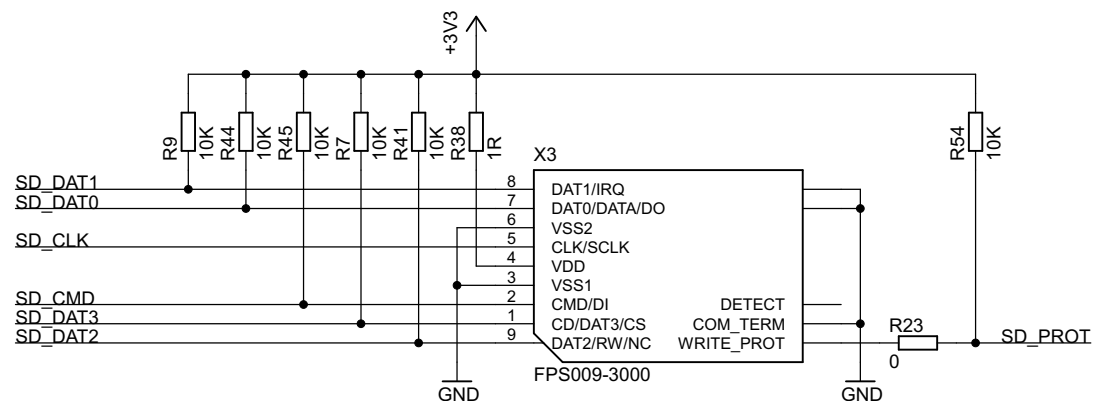 +3V3
R9 10K
R44 10K
R45 10K
R7 10K
R41 10K
R38 1R
R54 10K
X3
SD_DAT1 8 DAT1/IRQ
SD_DAT0 7 DAT0/DATA/DO
6 VSS2
SD_CLK 5 CLK/SCLK
4 VDD
3 VSS1
SD_CMD 2 CMD/DI DETECT
SD_DAT3 1 CD/DAT3/CS COM_TERM R23
SD_DAT2 9 DAT2/RW/NC WRITE_PROT SD_PROT
0
FPS009-3000
GND GND